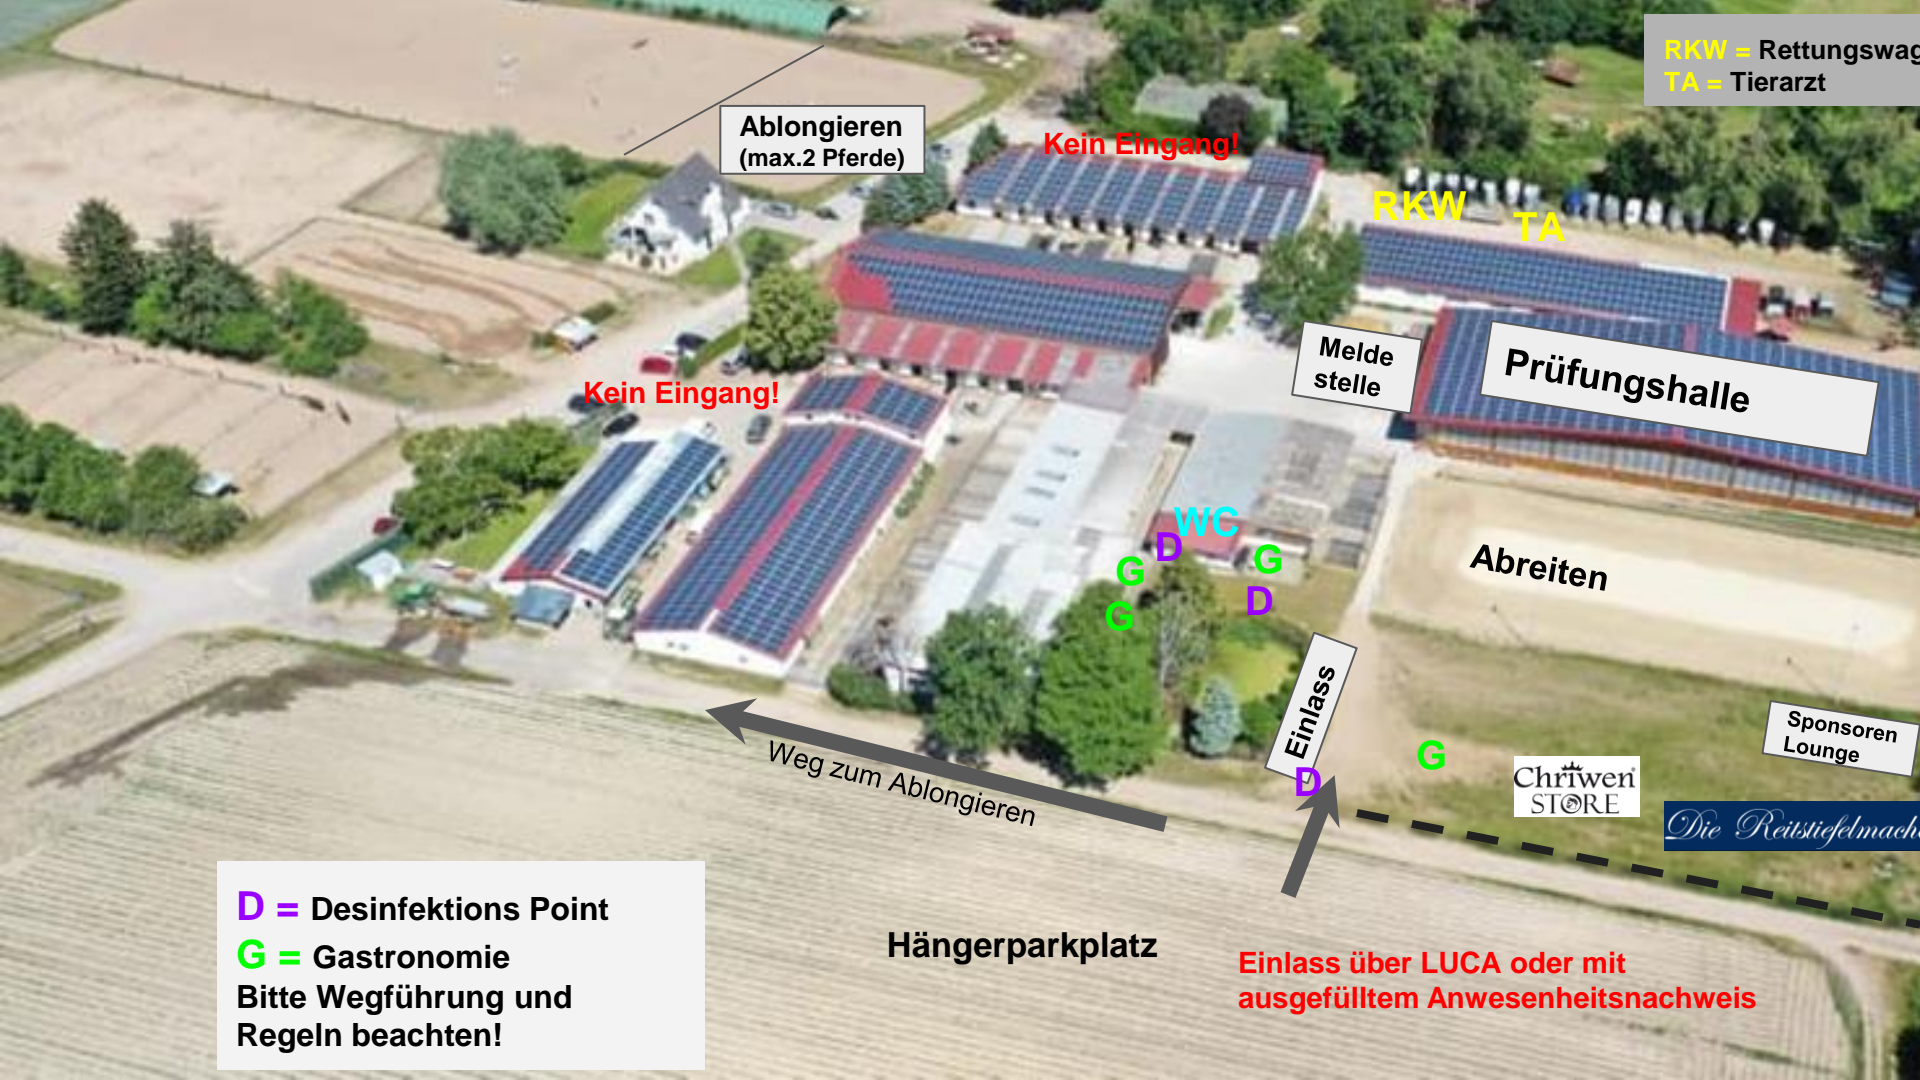 RKW = Rettungswag
TA = Tierarzt
Ablongieren
(max.2 Pferde)
Kein Eingang!
RKW
TA
Melde
stelle
Prüfungshalle
Kein Eingang!
WC
D
G
G
D
G
Abreiten
Einlass
D
G
Sponsoren
Lounge
Chriwen
STORE
Die Reitstiefelmache
Weg zum Ablongieren
D = Desinfektions Point
G = Gastronomie
Bitte Wegführung und
Regeln beachten!
Hängerparkplatz
Einlass über LUCA oder mit
ausgefülltem Anwesenheitsnachweis